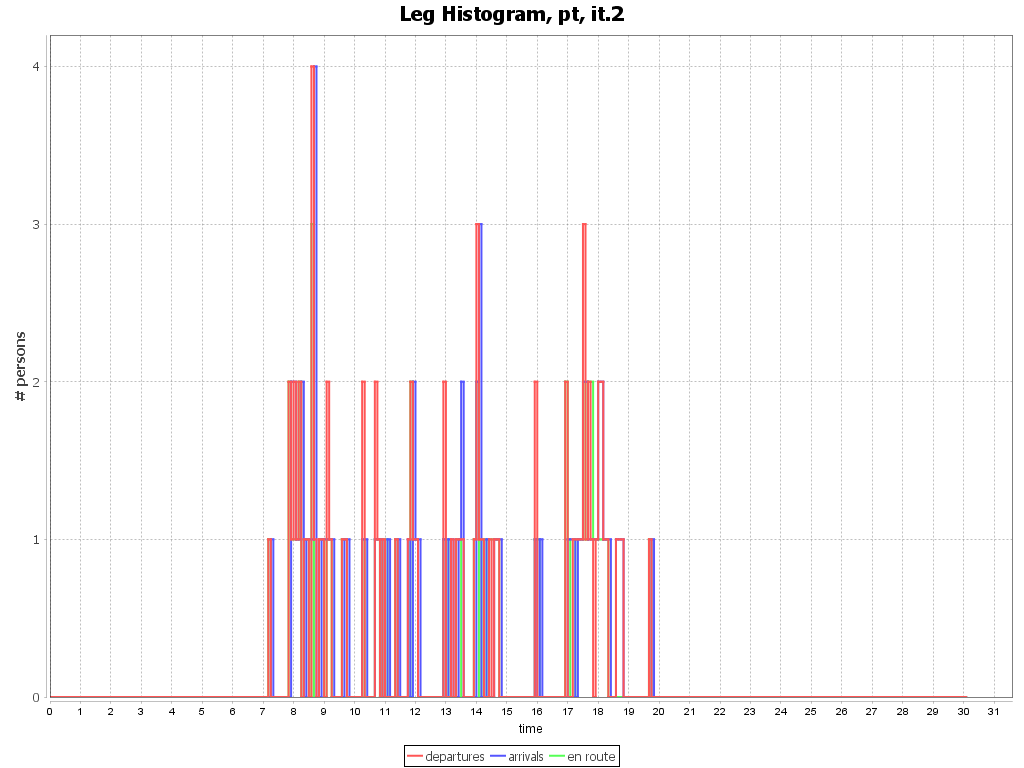 Leg Histogram, pt, it.2
# persons
4
3
2
1
0
0 1 2 3 4 5 6 7 8 9 10 11 12 13 14 15 16 17 18 19 20 21 22 23 24 25 26 27 28 29 30 31
time
departures arrivals en route